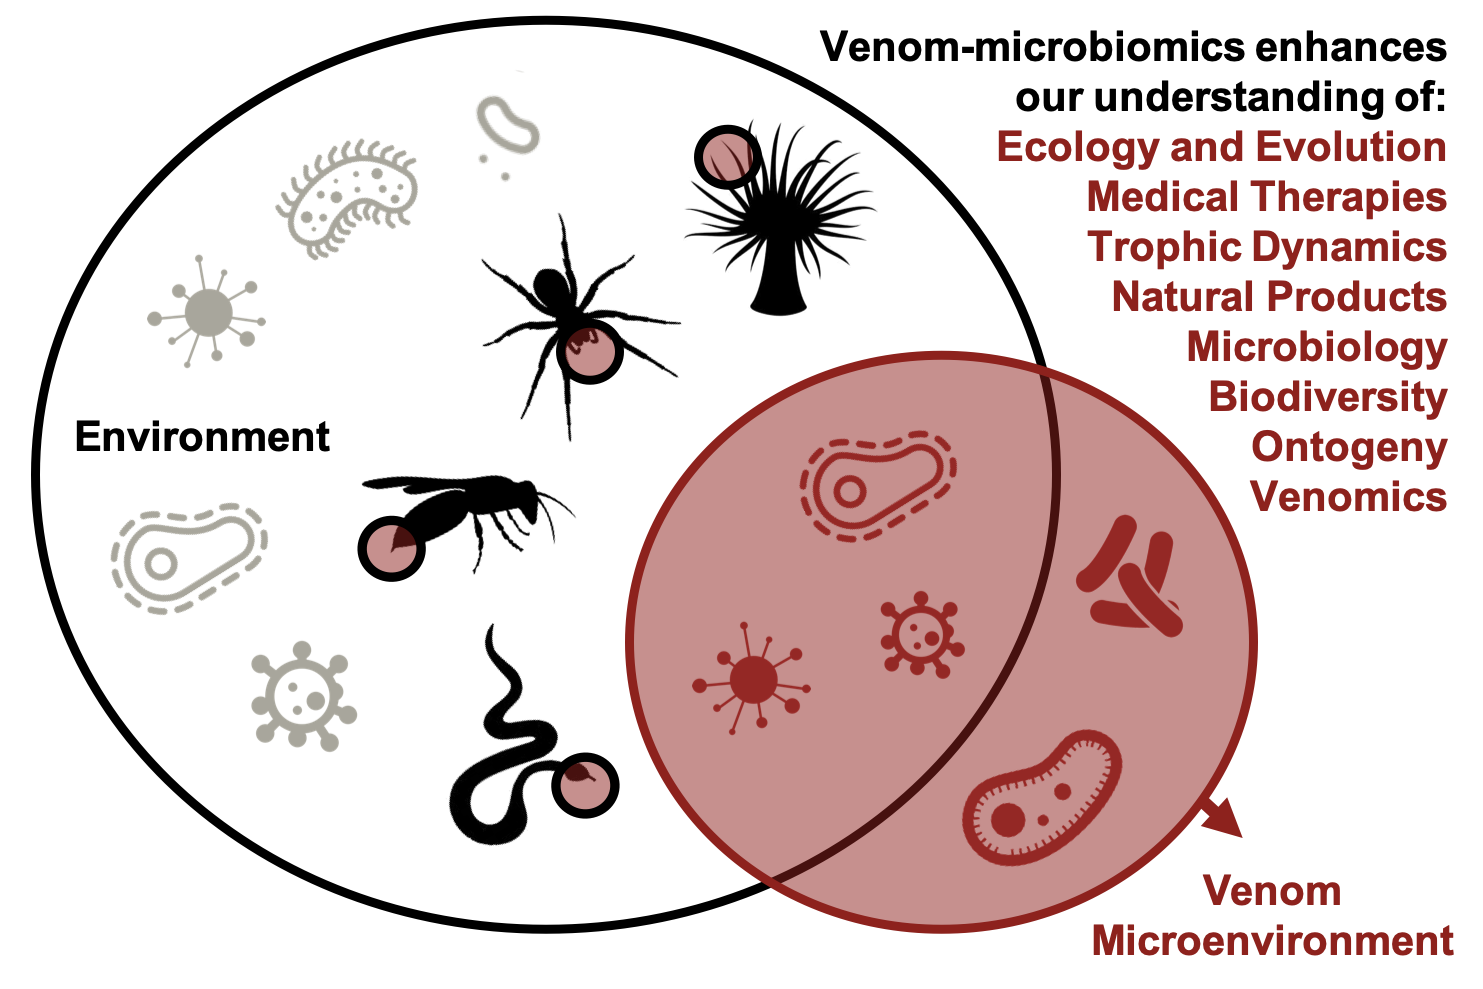 Venom-microbiomics enhances
our understanding of:
Ecology and Evolution
Medical Therapies
Trophic Dynamics
Natural Products
Microbiology
Biodiversity
Ontogeny
Venomics
Environment
Venom
Microenvironment